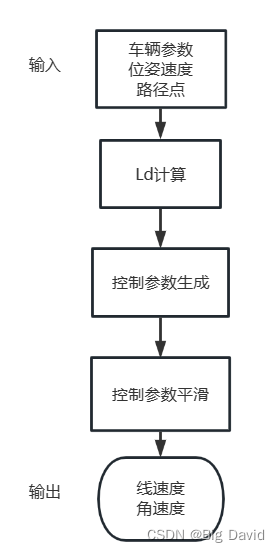 输入
车辆参数
位姿速度
路径点
Ld计算
控制参数生成
控制参数平滑
输出
线速度
角速度
CSDN @Big_David